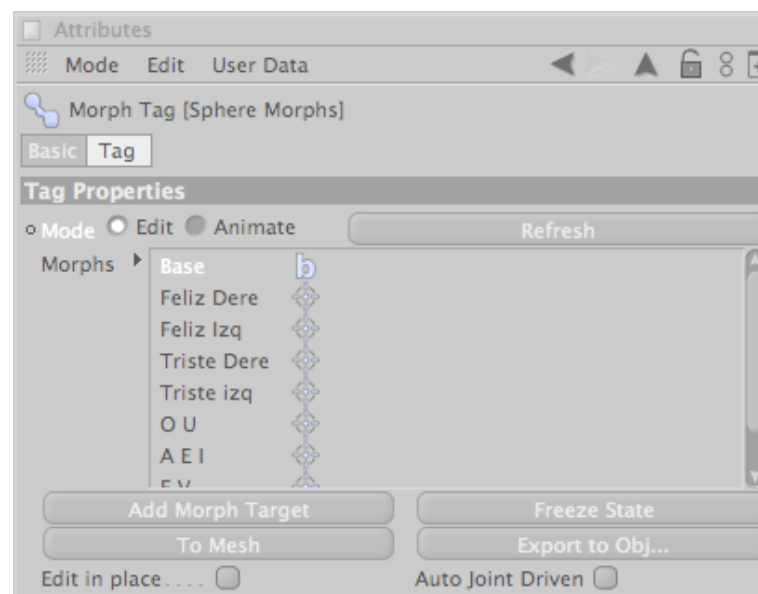 Attributes
Mode Edit User Data
Morph Tag [Sphere Morphs]
Basic Tag
Tag Properties
Mode Edit Animate Refresh
Morphs Base b
Feliz Dere
Feliz Izq
Triste Dere
Triste izq
O U
A E I
Add Morph Target Freeze State
To Mesh Export to Obj...
Edit in place.... Auto Joint Driven